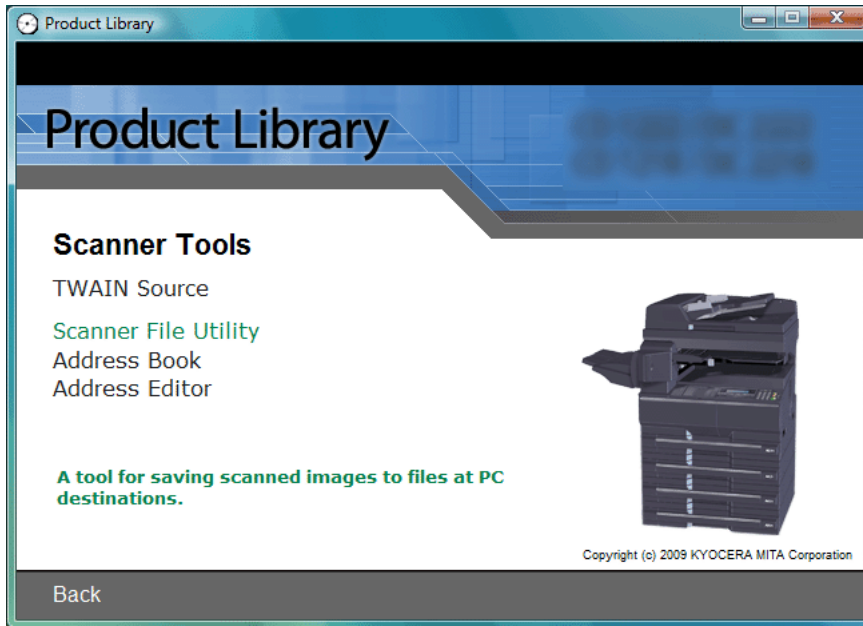 Product Library
Product Library
Scanner Tools
TWAIN Source
Scanner File Utility
Address Book
Address Editor
A tool for saving scanned images to files at PC
destinations.
Copyright (c) 2009 KYOCERA MITA Corporation
Back